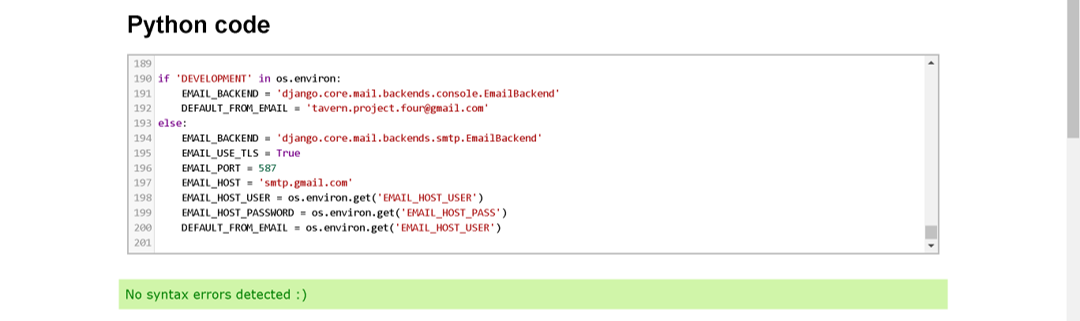 Python code
189
190 if 'DEVELOPMENT' in os.environ:
191     EMAIL_BACKEND = 'django.core.mail.backends.console.EmailBackend'
192     DEFAULT_FROM_EMAIL = 'tavern.project.four@gmail.com'
193 else:
194     EMAIL_BACKEND = 'django.core.mail.backends.smtp.EmailBackend'
195     EMAIL_USE_TLS = True
196     EMAIL_PORT = 587
197     EMAIL_HOST = 'smtp.gmail.com'
198     EMAIL_HOST_USER = os.environ.get('EMAIL_HOST_USER')
199     EMAIL_HOST_PASSWORD = os.environ.get('EMAIL_HOST_PASS')
200     DEFAULT_FROM_EMAIL = os.environ.get('EMAIL_HOST_USER')
201
No syntax errors detected :)